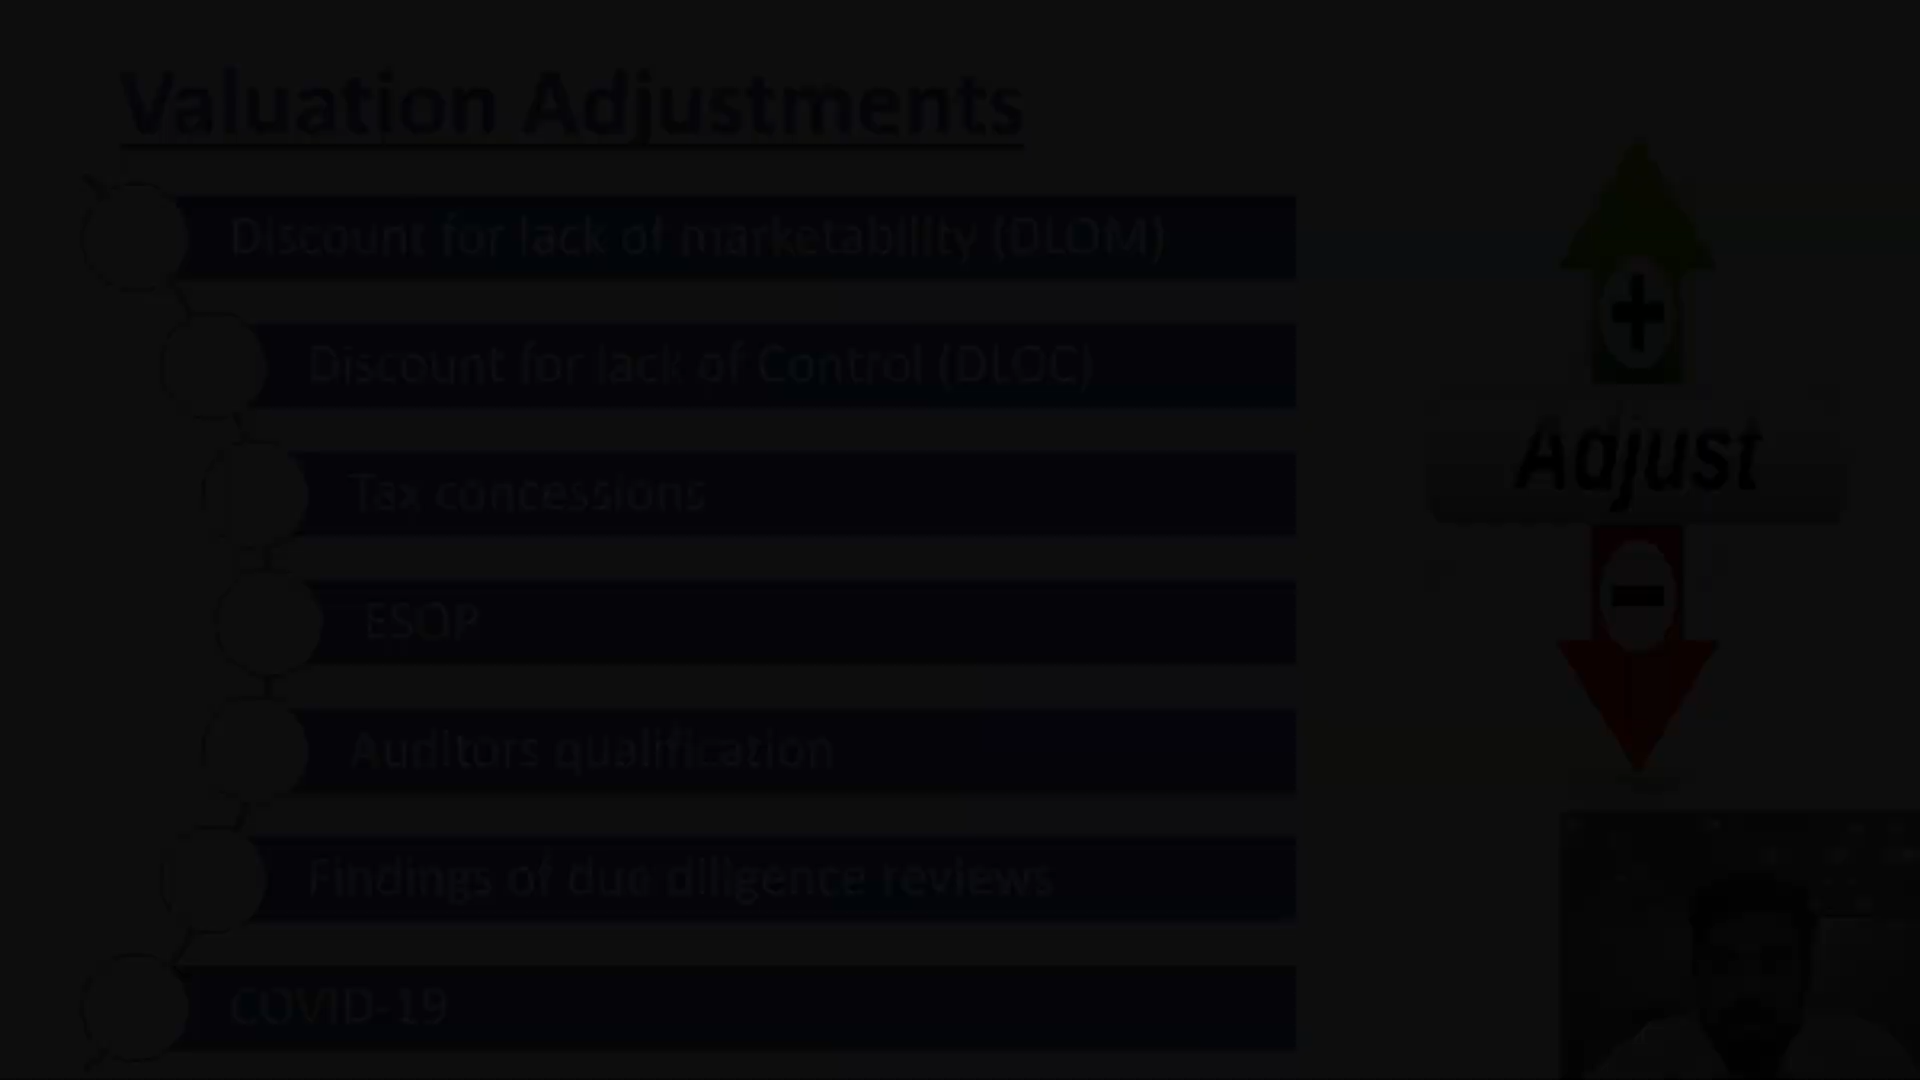 Valuation Adjustments
Discount for lack of marketability (DLOM)
Discount for lack of Control (DLOC)
Tax concessions
ESOP
Auditors qualification
Findings of due diligence reviews
COVID-19
+
Adjust
-